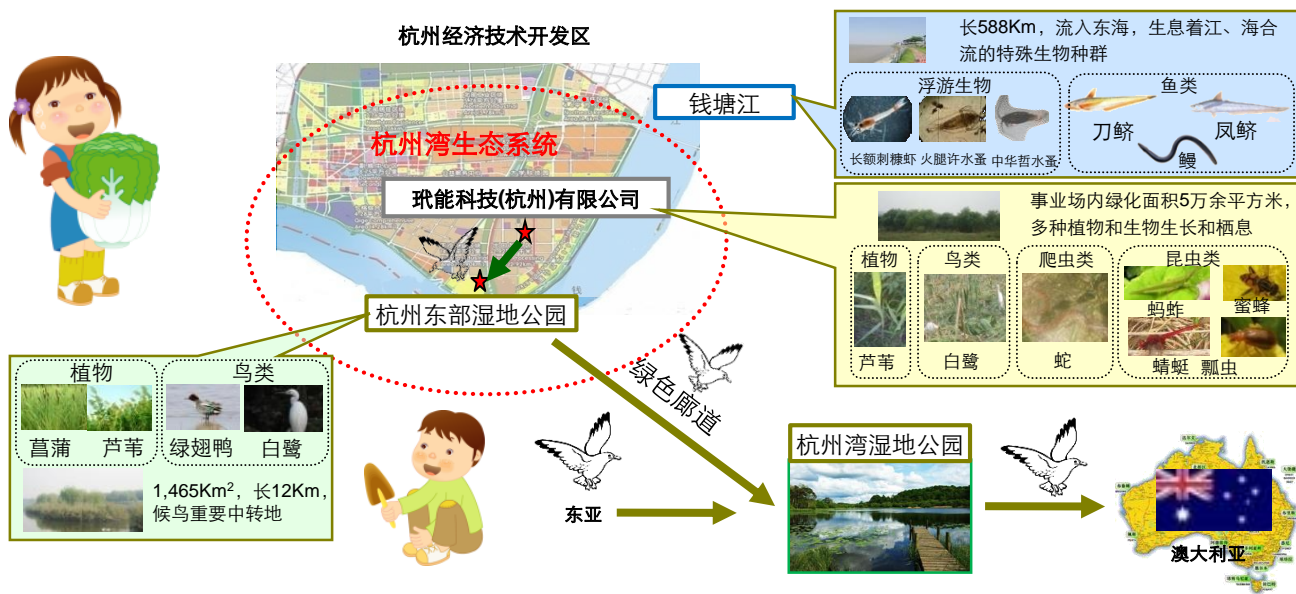 杭州经济技术开发区
长588Km，流入东海，生息着江、海合
流的特殊生物种群
钱塘江
浮游生物
鱼类
长额刺糠虾
火腿许水蚤
中华哲水蚤
刀鲚
凤鲚
鳗
杭州湾生态系统
玳能科技(杭州)有限公司
事业场内绿化面积5万余平方米，
多种植物和生物生长和栖息
植物
鸟类
爬虫类
昆虫类
芦苇
白鹭
蛇
蚂蚱
蜜蜂
蜻蜓
瓢虫
杭州东部湿地公园
植物
鸟类
菖蒲
芦苇
绿翅鸭
白鹭
1,465Km²，长12Km，
候鸟重要中转地
绿色廊道
东亚
杭州湾湿地公园
澳大利亚